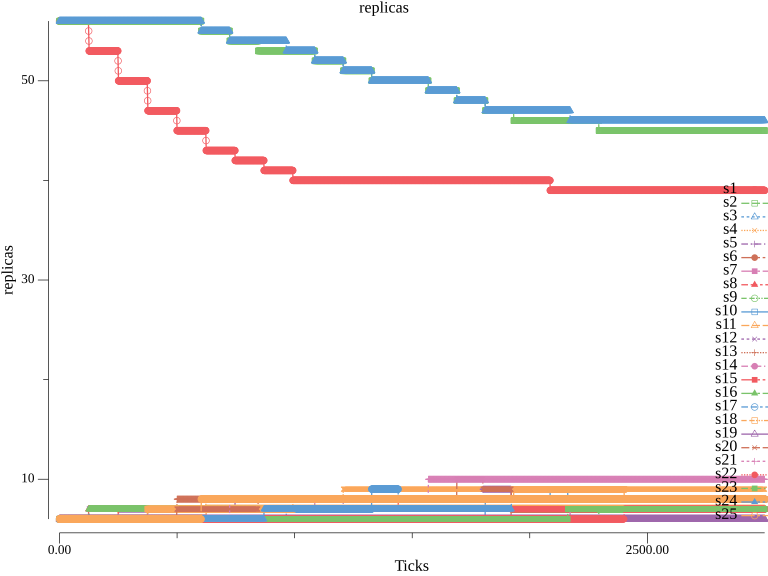 replicas
50
30
10
replicas
0.00
2500.00
Ticks
s1
s2
s3
s4
s5
s6
s7
s8
s9
s10
s11
s12
s13
s14
s15
s16
s17
s18
s19
s20
s21
s22
s23
s24
s25